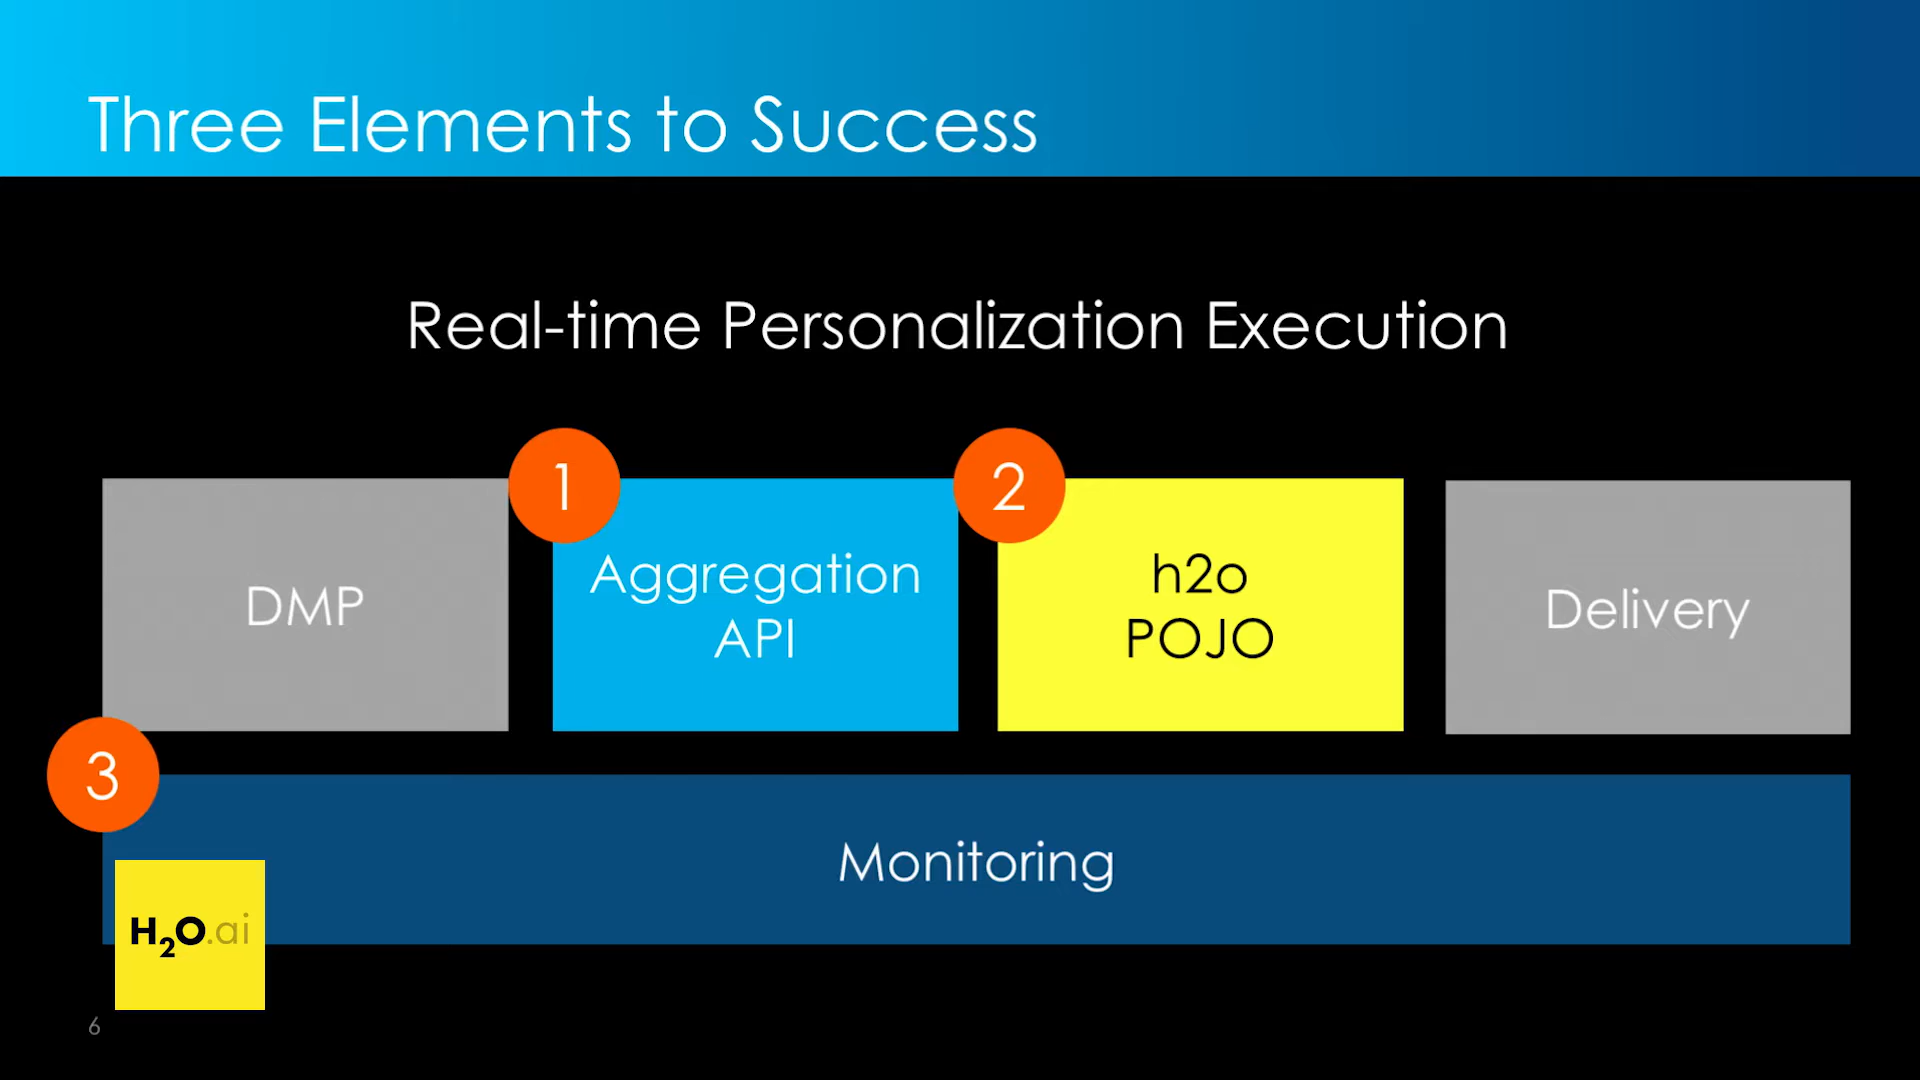 Three Elements to Success
Real-time Personalization Execution
1
2
DMP
Aggregation
API
h2o
POJO
Delivery
3
Monitoring
H2O.ai
6